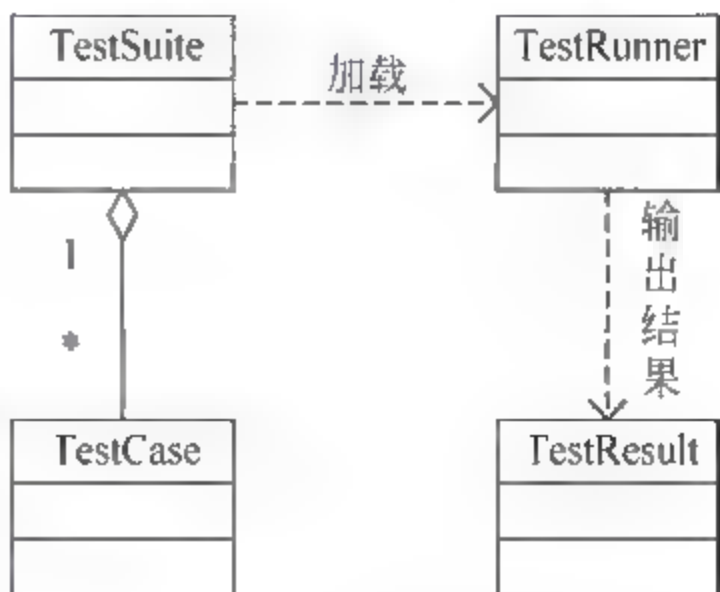 TestSuite
加载
TestRunner
1
*
输出结果
TestCase
TestResult